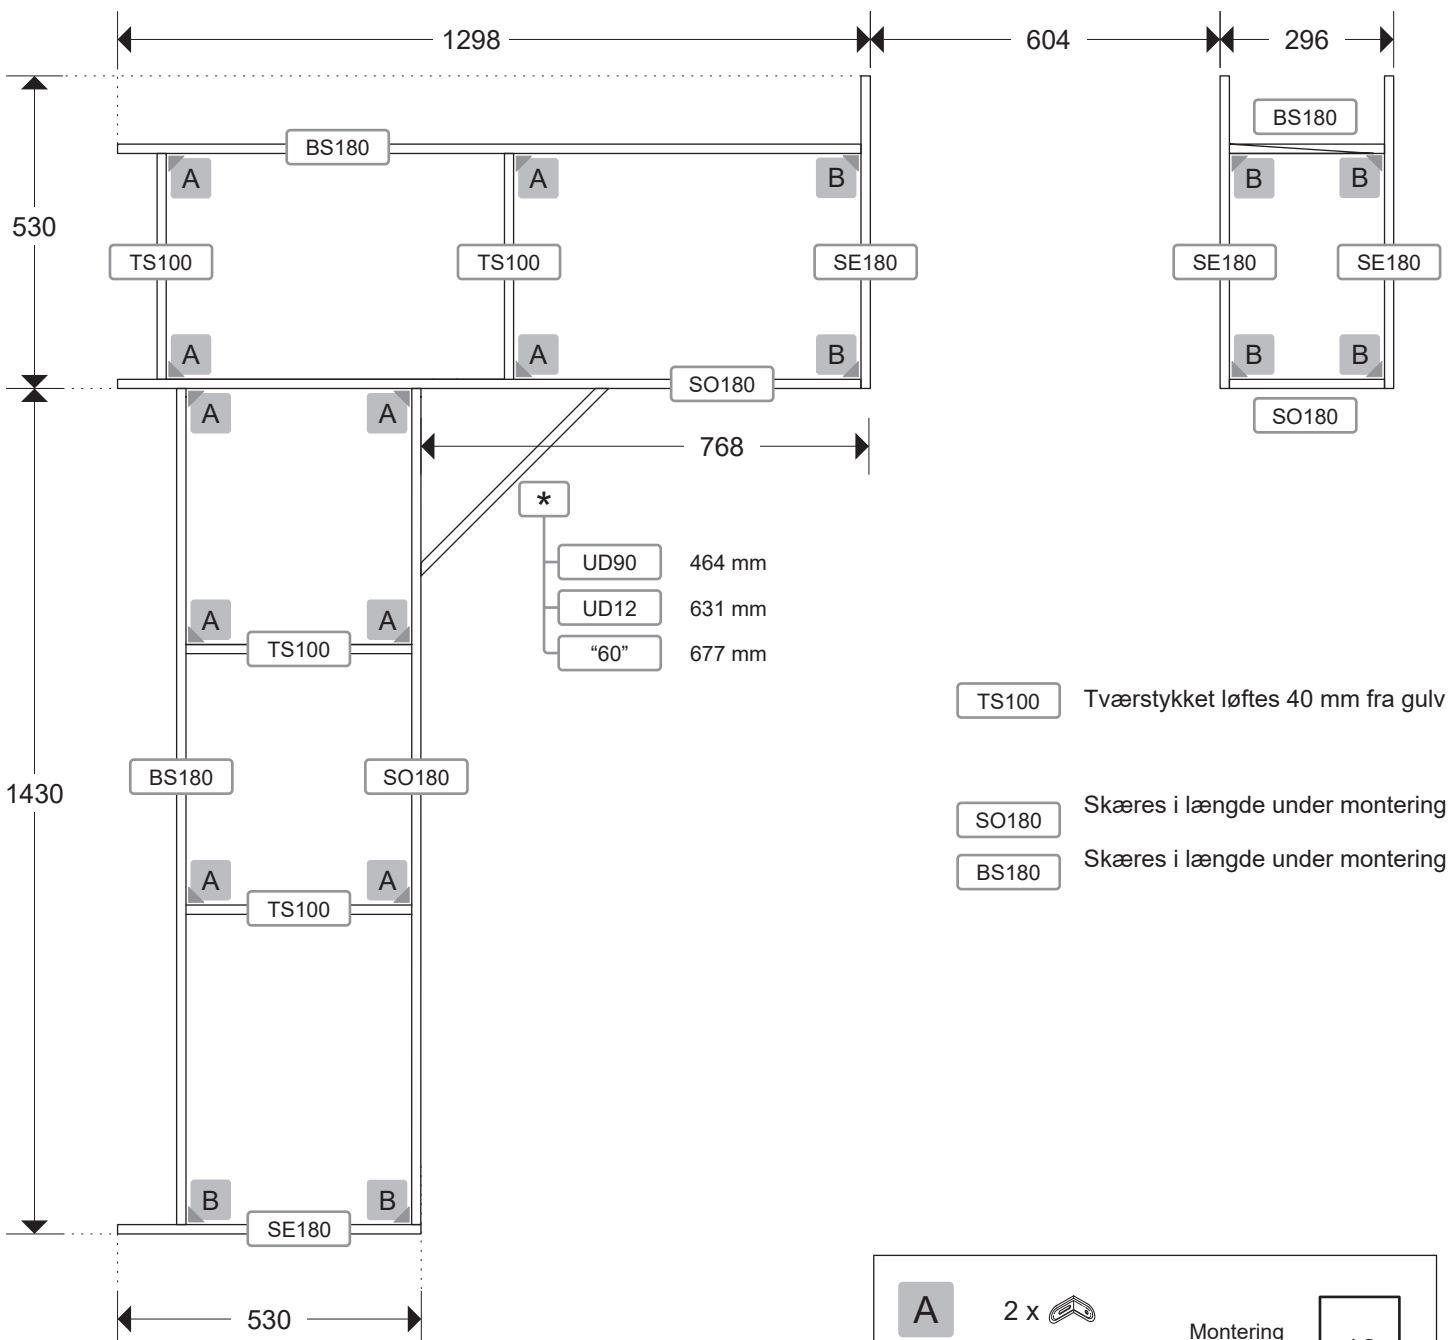 1298 604 296
BS180
BS180
A A B B B
530
TS100 TS100 SE180 SE180 SE180
A A B B B
SO180
A A SO180
768
*
UD90 464 mm
UD12 631 mm
A A
TS100
“60” 677 mm
TS100 Tværstykket løftes 40 mm fra gulv
BS180 SO180
1430
SO180 Skæres i længde under montering
BS180 Skæres i længde under montering
A A
TS100
B B
SE180
530
A 2 x
Montering